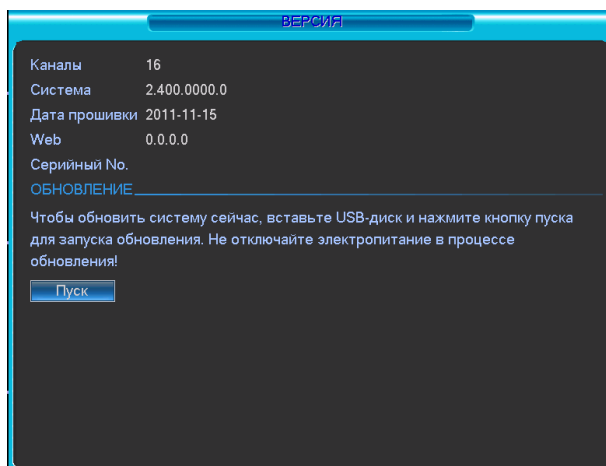 ВЕРСИЯ
Каналы 16
Система 2.400.0000.0
Дата прошивки 2011-11-15
Web 0.0.0.0
Серийный No.
ОБНОВЛЕНИЕ
Чтобы обновить систему сейчас, вставьте USB-диск и нажмите кнопку пуска
для запуска обновления. Не отключайте электропитание в процессе
обновления!
Пуск